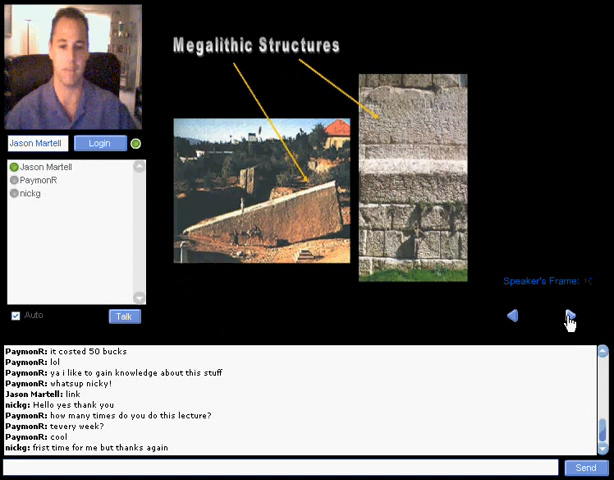 Megalithic Structures
Jason Martell
Login
Jason Martell
PaymonR
nickg
Speaker's Frame:
Auto
Talk
PaymonR: it costed 50 bucks
PaymonR: lol
PaymonR: ya i like to gain knowledge about this stuff
PaymonR: whatsup nicky!
Jason Martell: link
nickg: Hello yes thank you
PaymonR: how many times do you do this lecture?
PaymonR: tevery week?
PaymonR: cool
nickg: frist time for me but thanks again
Send